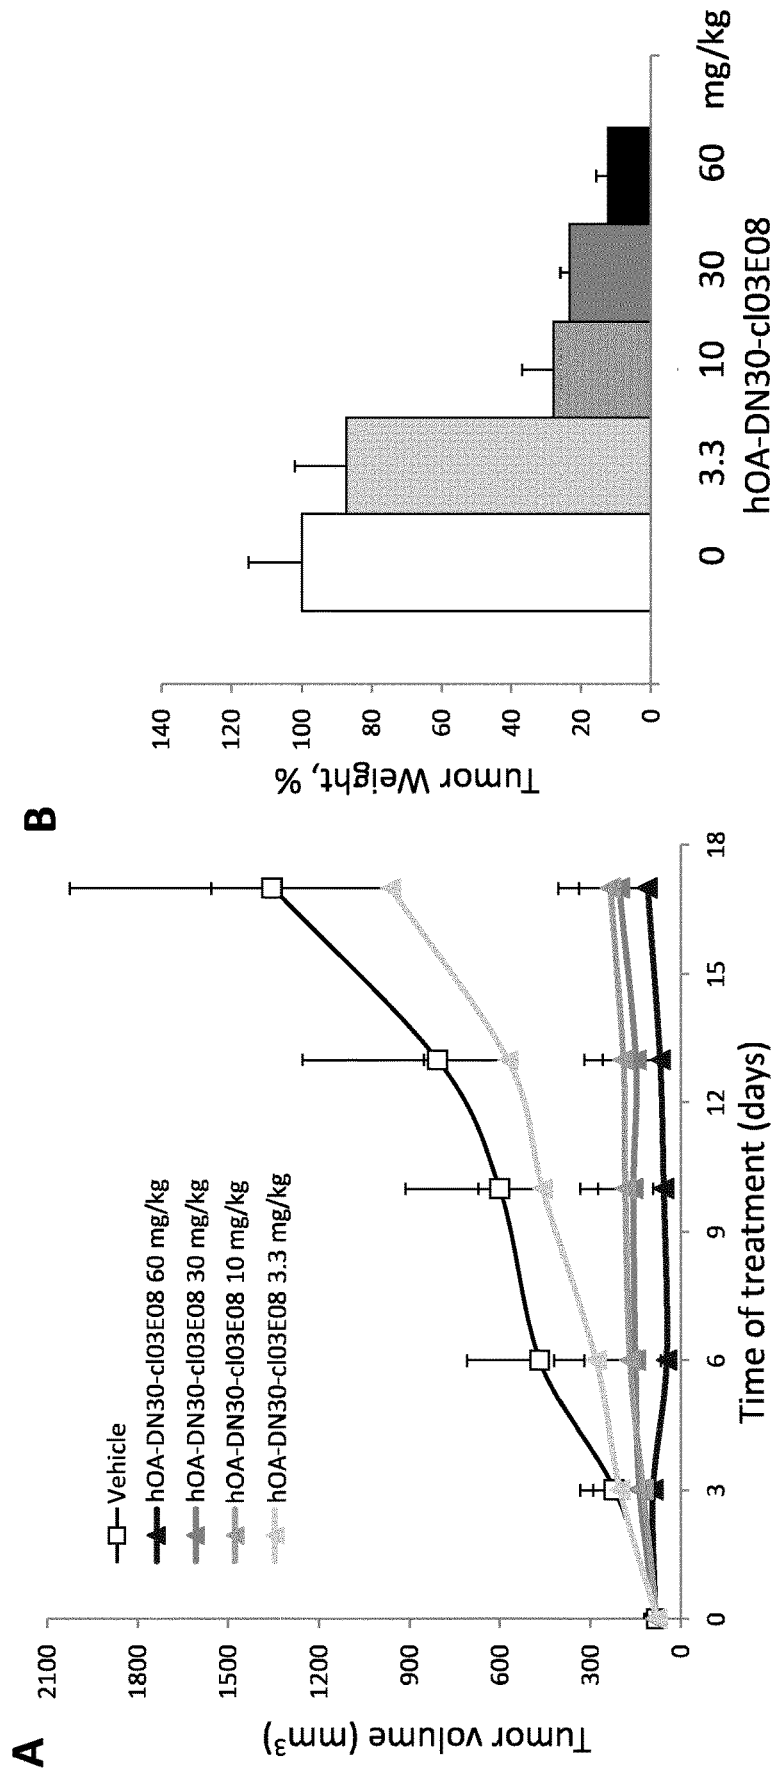 A
Tumor volume (mm³)
2100
1800
1500
1200
900
600
300
0
Vehicle
hOA-DN30-cl03E08 60 mg/kg
hOA-DN30-cl03E08 30 mg/kg
hOA-DN30-cl03E08 10 mg/kg
hOA-DN30-cl03E08 3.3 mg/kg
0 3 6 9 12 15 18
Time of treatment (days)
B
Tumor Weight, %
140
120
100
80
60
40
20
0
0 3.3 10 30 60 mg/kg
hOA-DN30-cl03E08